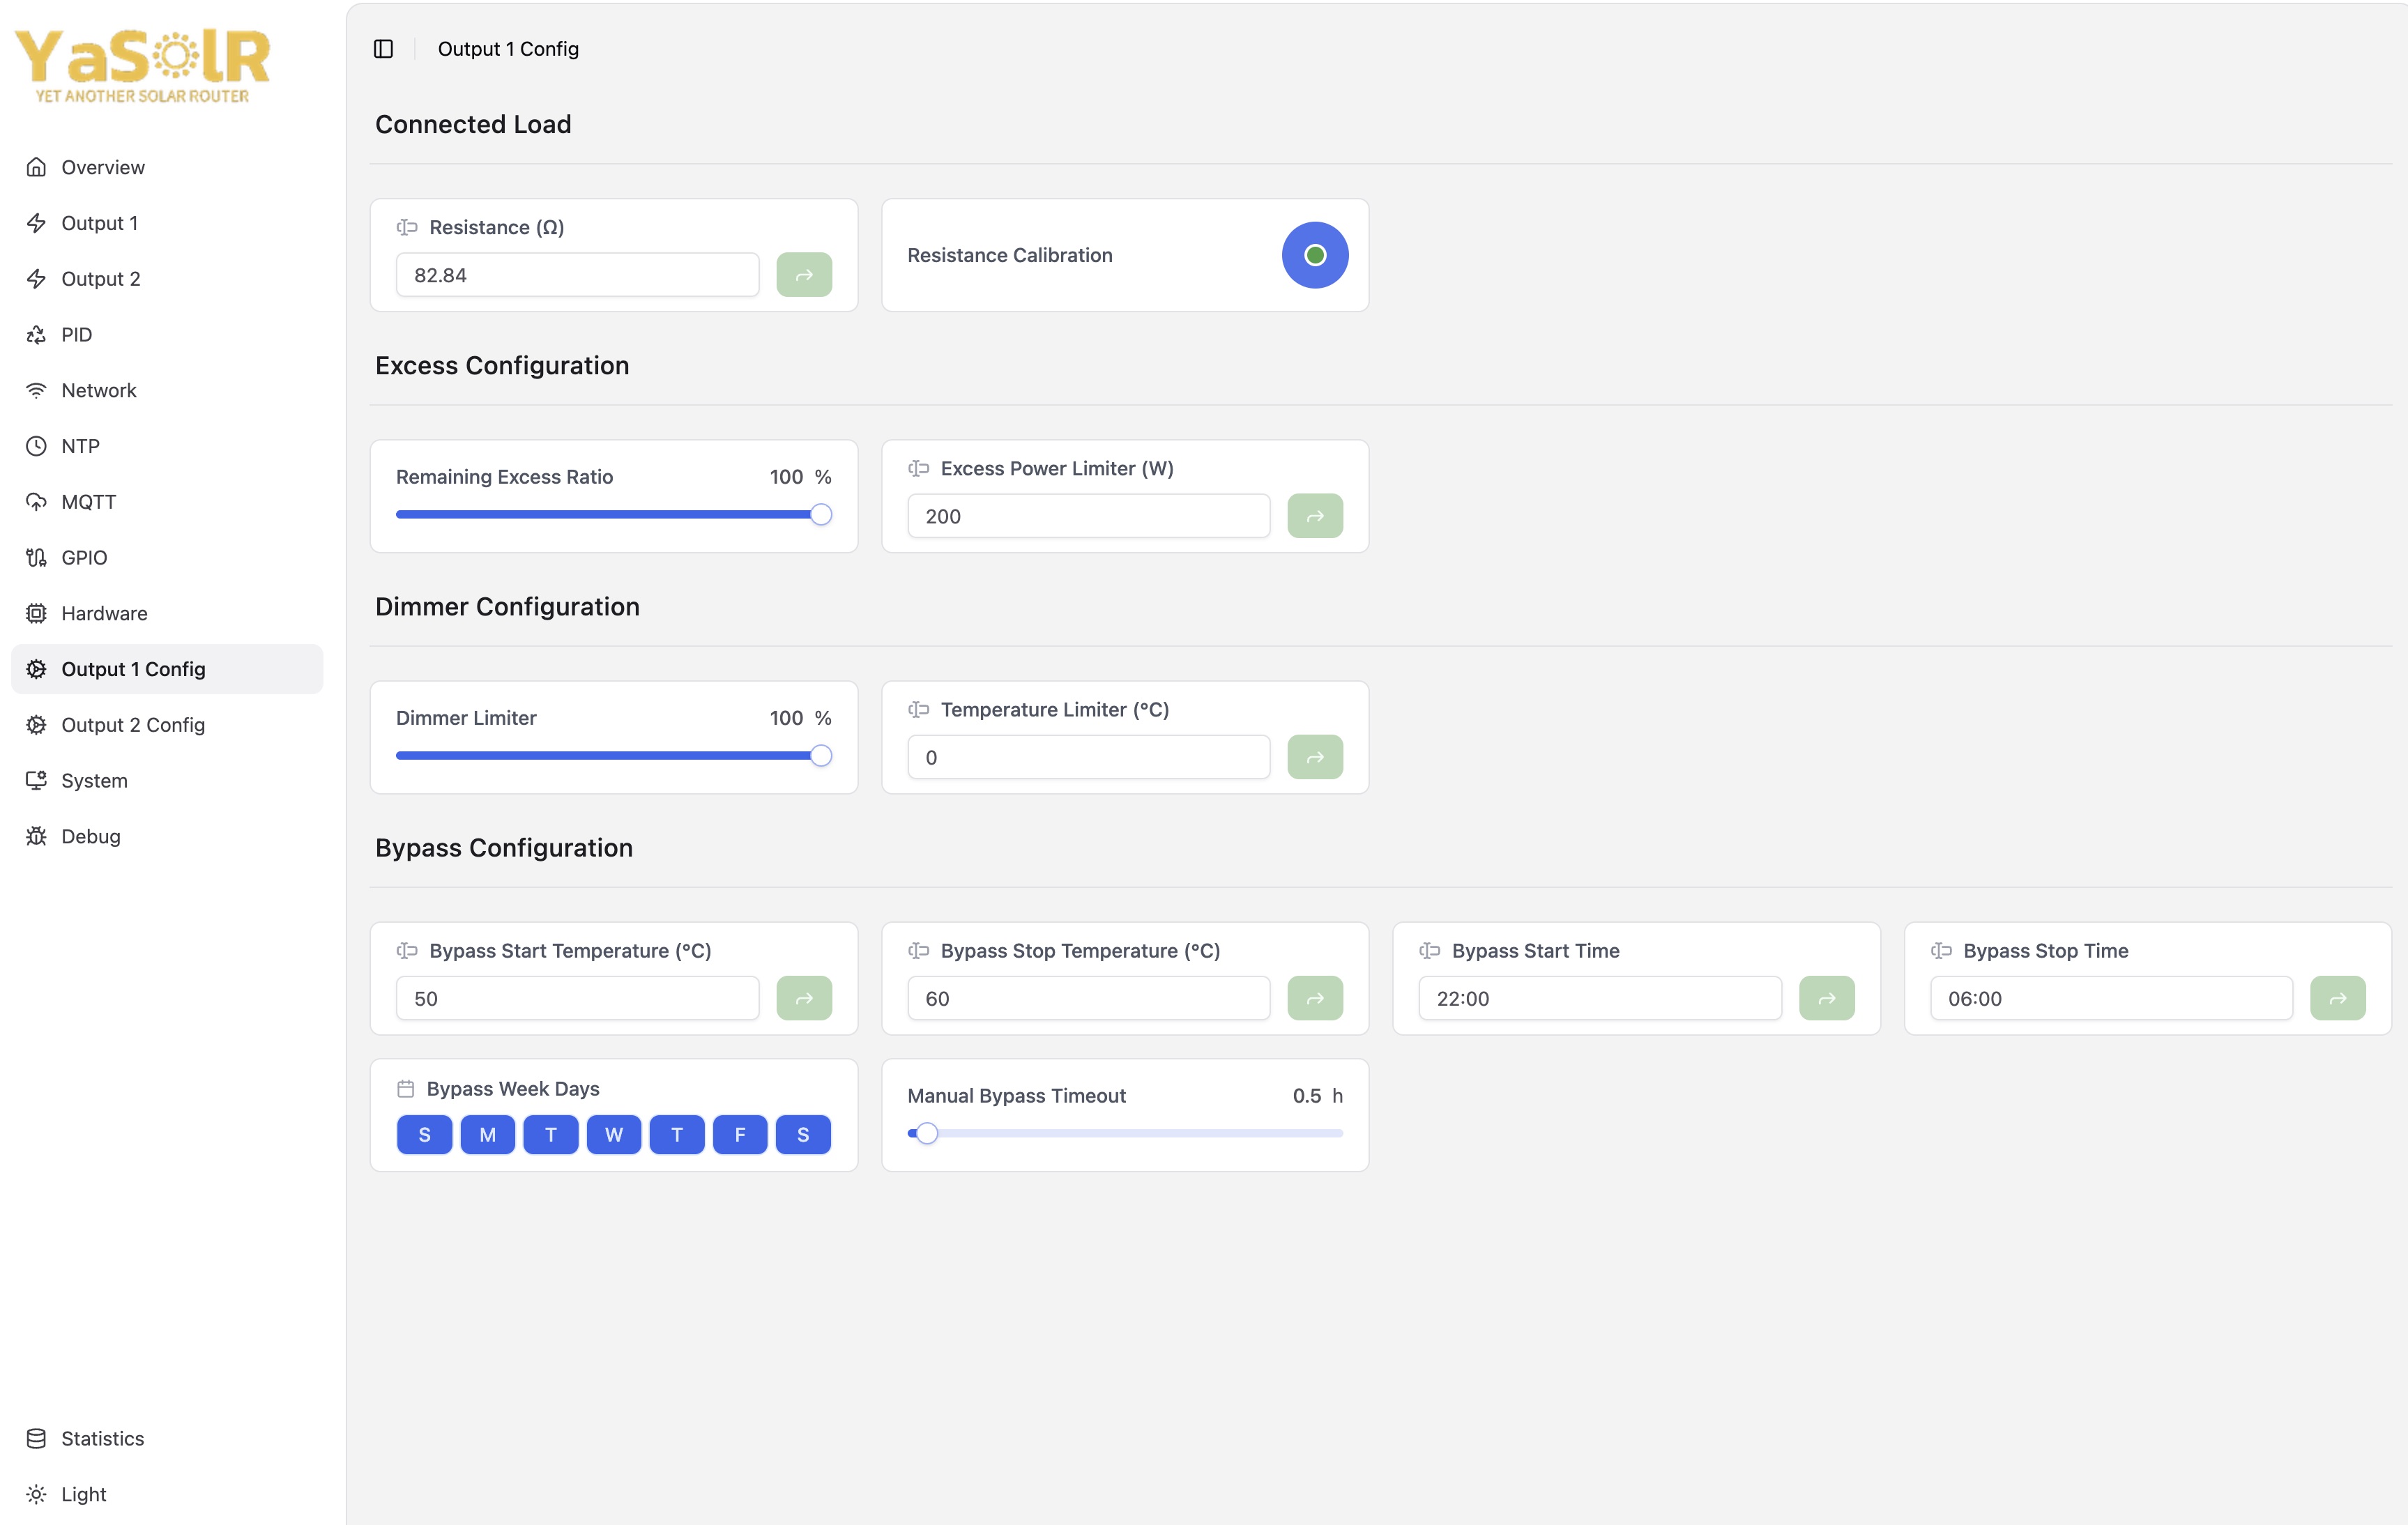 YaSolR
YET ANOTHER SOLAR ROUTER
Overview
Output 1
Output 2
PID
Network
NTP
MQTT
GPIO
Hardware
Output 1 Config
Output 2 Config
System
Debug
Statistics
Light
Output 1 Config
Connected Load
Resistance (Ω)
82.84
Resistance Calibration
Excess Configuration
Remaining Excess Ratio 100 %
Excess Power Limiter (W)
200
Dimmer Configuration
Dimmer Limiter 100 %
Temperature Limiter (°C)
0
Bypass Configuration
Bypass Start Temperature (°C)
50
Bypass Stop Temperature (°C)
60
Bypass Start Time
22:00
Bypass Stop Time
06:00
Bypass Week Days
S M T W T F S
Manual Bypass Timeout 0.5 h